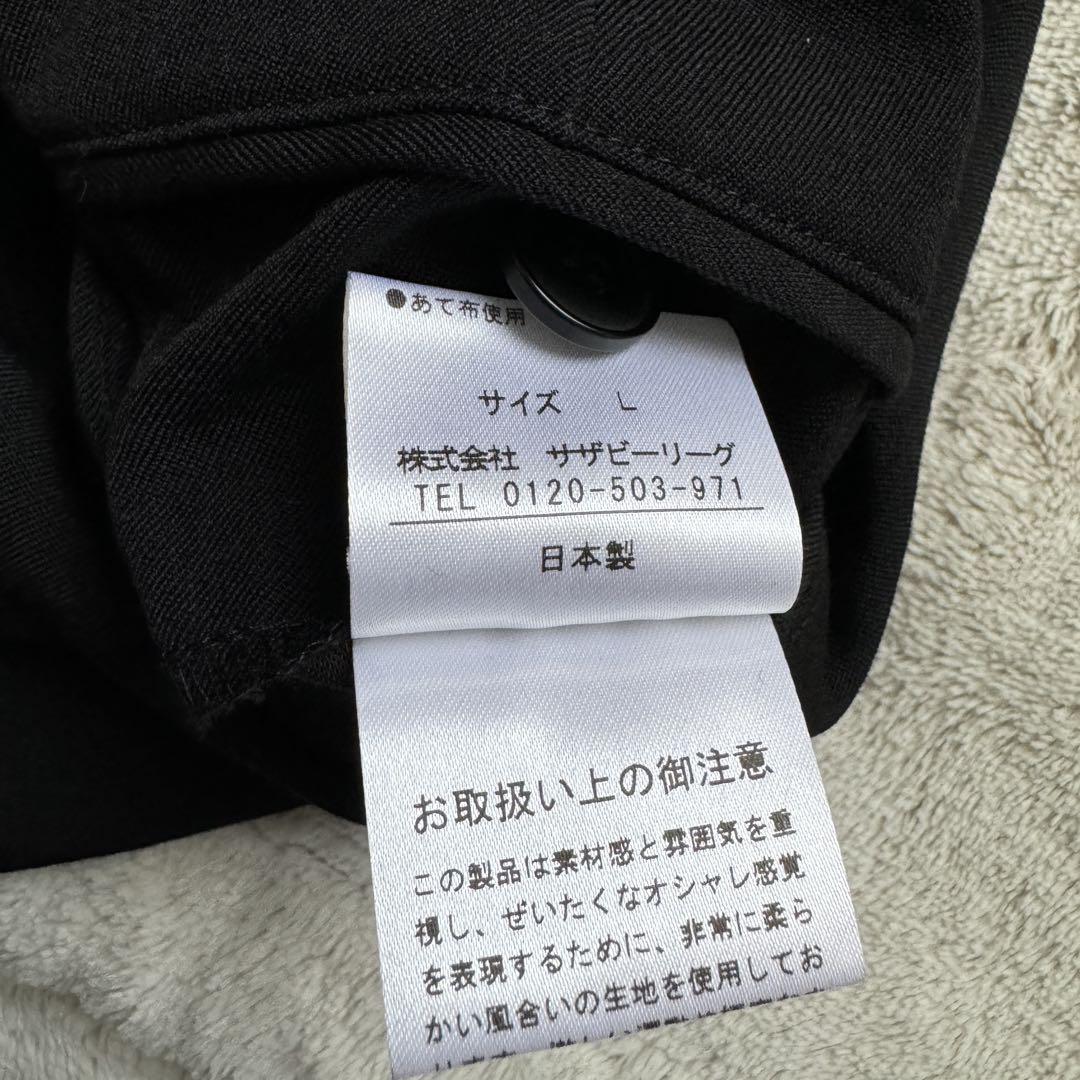 ●あて布使用
サイズ L
株式会社 サザビーリーグ
TEL 0120-503-971
日本製
お取扱い上の御注意
この製品は素材感と雰囲気を重
視し、ぜいたくなオシャレ感覚
を表現するために、非常に柔ら
かい風合いの生地を使用してお